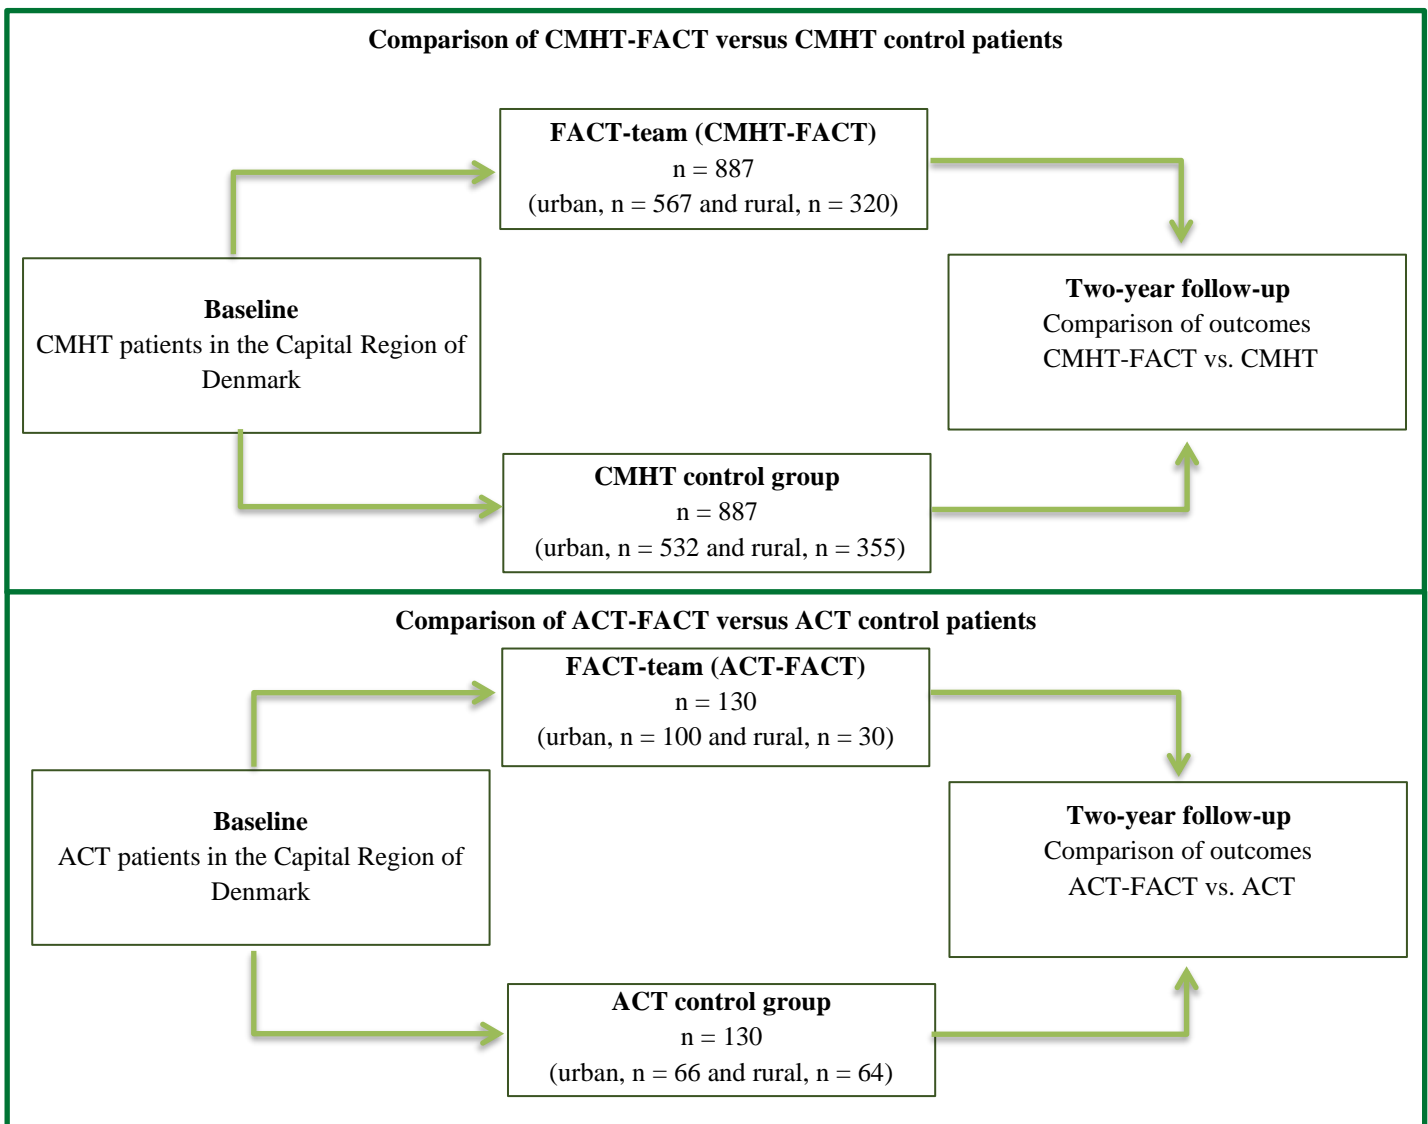 Comparison of CMHT-FACT versus CMHT control patients
FACT-team (CMHT-FACT)
n = 887
(urban, n = 567 and rural, n = 320)
Baseline
CMHT patients in the Capital Region of
Denmark
Two-year follow-up
Comparison of outcomes
CMHT-FACT vs. CMHT
CMHT control group
n = 887
(urban, n = 532 and rural, n = 355)
Comparison of ACT-FACT versus ACT control patients
FACT-team (ACT-FACT)
n = 130
(urban, n = 100 and rural, n = 30)
Baseline
ACT patients in the Capital Region of
Denmark
Two-year follow-up
Comparison of outcomes
ACT-FACT vs. ACT
ACT control group
n = 130
(urban, n = 66 and rural, n = 64)